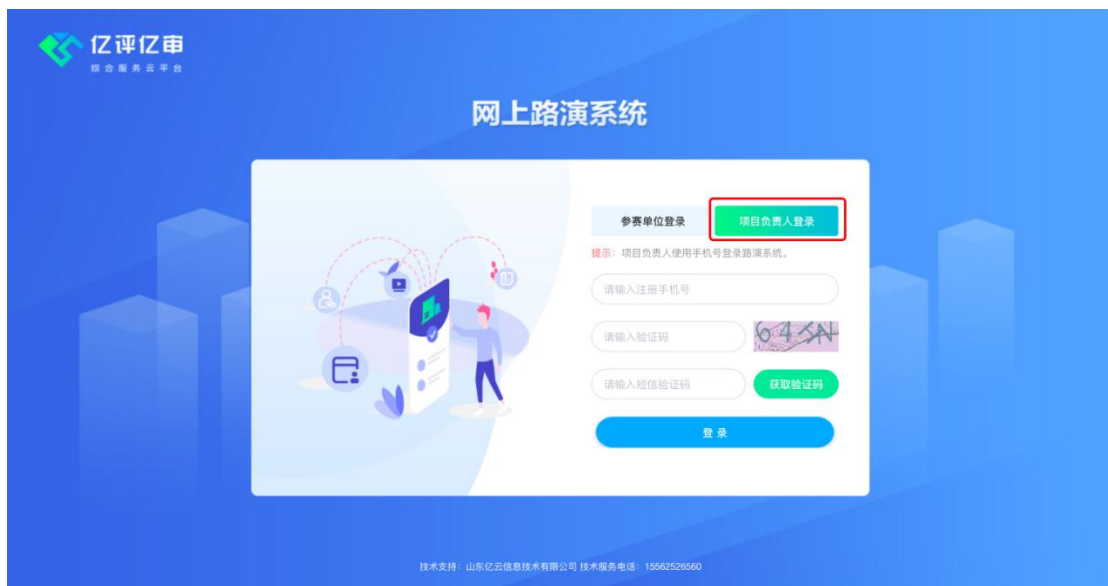 亿评亿审
综合服务云平台
网上路演系统
参赛单位登录
项目负责人登录
提示：项目负责人使用手机号登录路演系统。
请输入注册手机号
请输入验证码
请输入短信验证码
获取验证码
登 录
技术支持：山东亿云信息技术有限公司 技术服务电话：15562526560